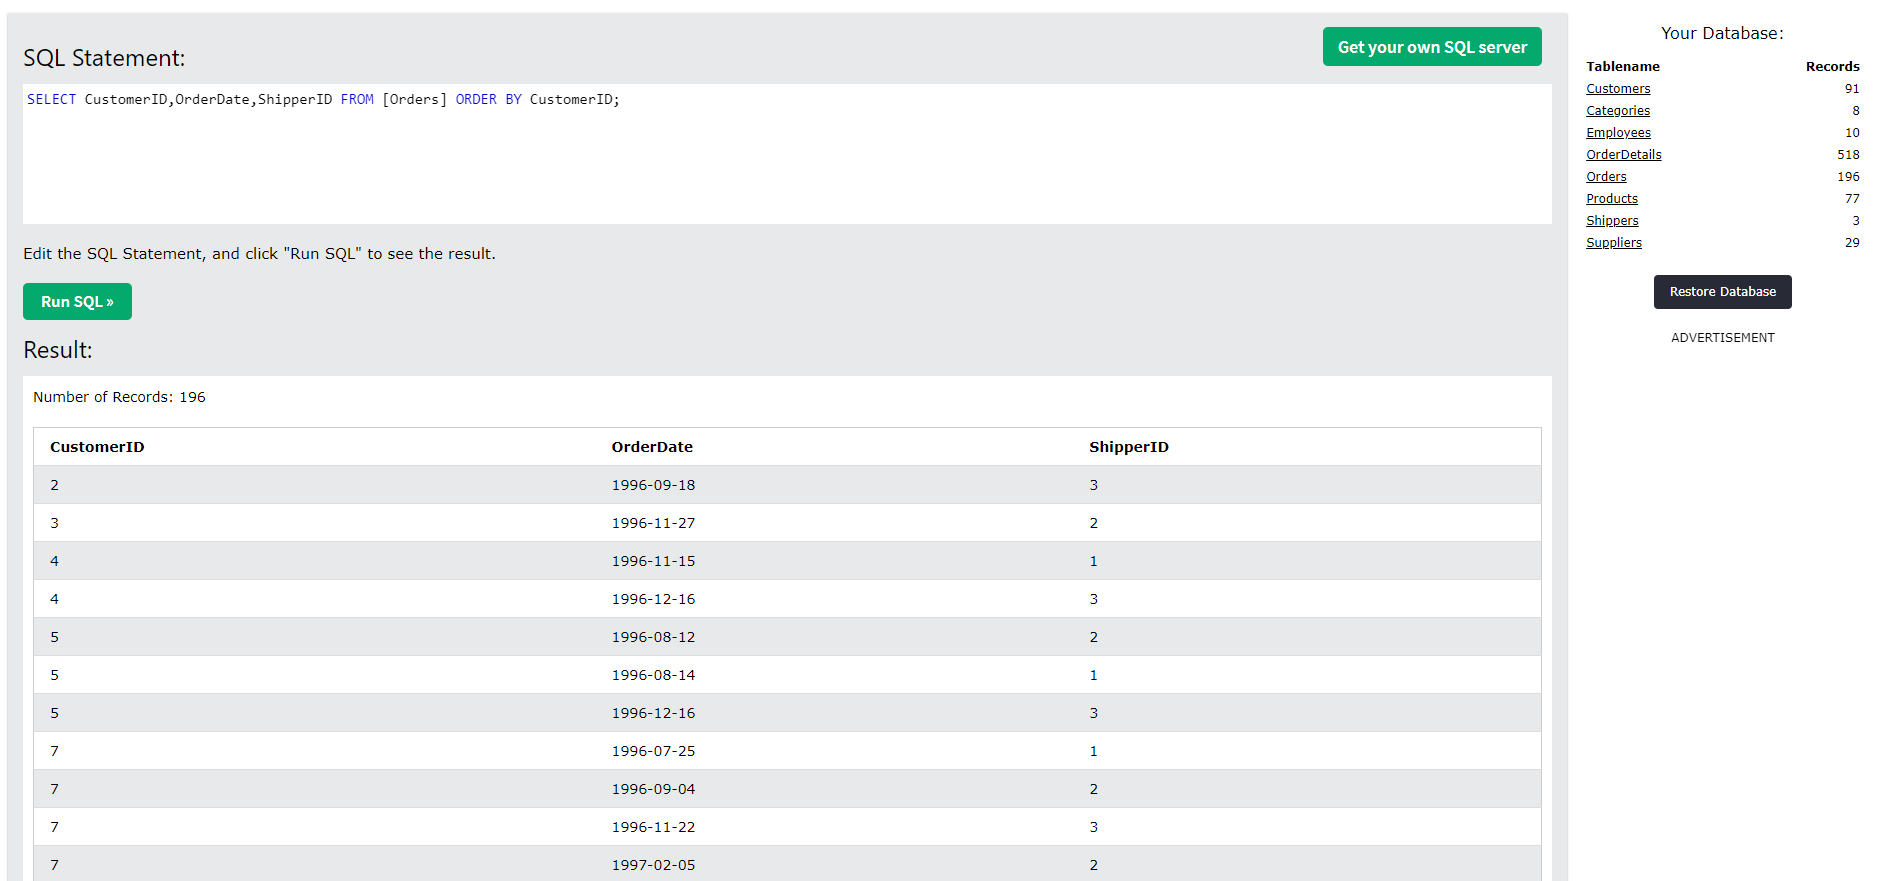 SQL Statement:
Get your own SQL server
SELECT CustomerID,OrderDate,ShipperID FROM [Orders] ORDER BY CustomerID;
Edit the SQL Statement, and click "Run SQL" to see the result.
Run SQL »
Result:
Number of Records: 196
CustomerID OrderDate ShipperID
2 1996-09-18 3
3 1996-11-27 2
4 1996-11-15 1
4 1996-12-16 3
5 1996-08-12 2
5 1996-08-14 1
5 1996-12-16 3
7 1996-07-25 1
7 1996-09-04 2
7 1996-11-22 3
7 1997-02-05 2
Your Database:
Tablename Records
Customers 91
Categories 8
Employees 10
OrderDetails 518
Orders 196
Products 77
Shippers 3
Suppliers 29
Restore Database
ADVERTISEMENT